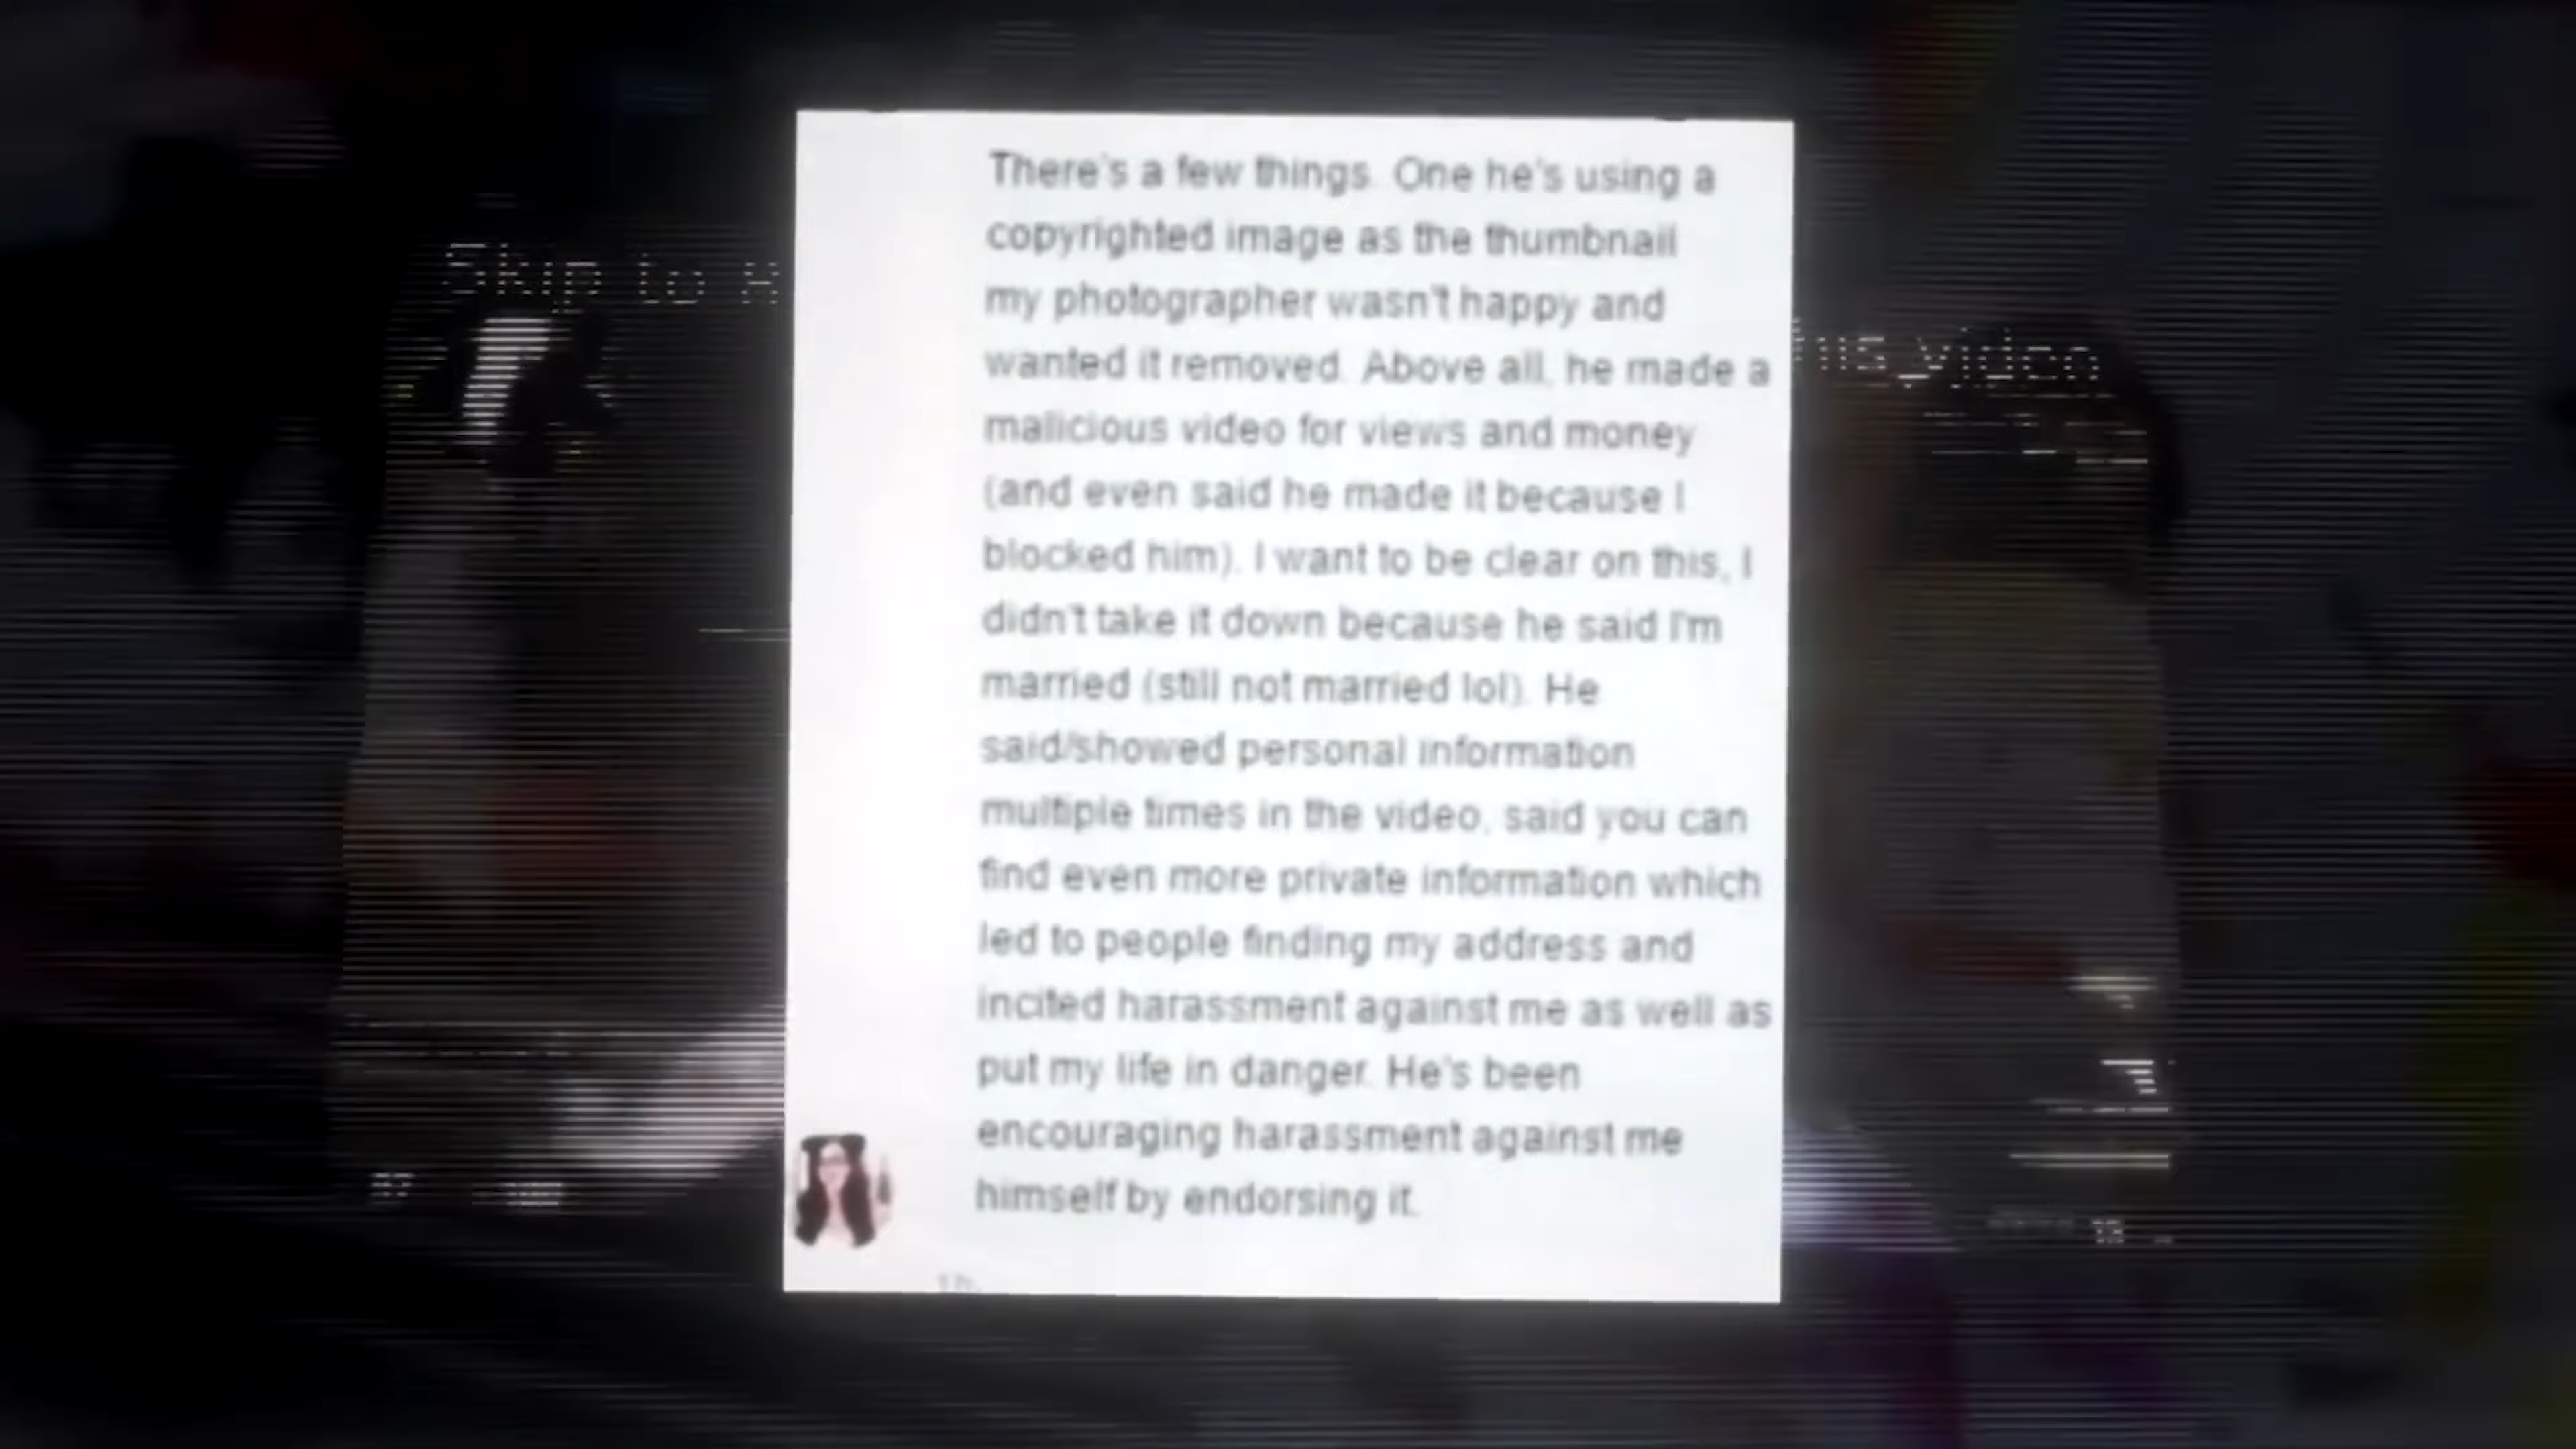 There's a few things. One he's using a
copyrighted image as the thumbnail
my photographer wasn't happy and
wanted it removed. Above all, he made a
malicious video for views and money
(and even said he made it because I
blocked him). I want to be clear on this, I
didn't take it down because he said I'm
married (still not married lol). He
said/showed personal information
multiple times in the video, said you can
find even more private information which
led to people finding my address and
incited harassment against me as well as
put my life in danger. He's been
encouraging harassment against me
himself by endorsing it.
Skip to
video